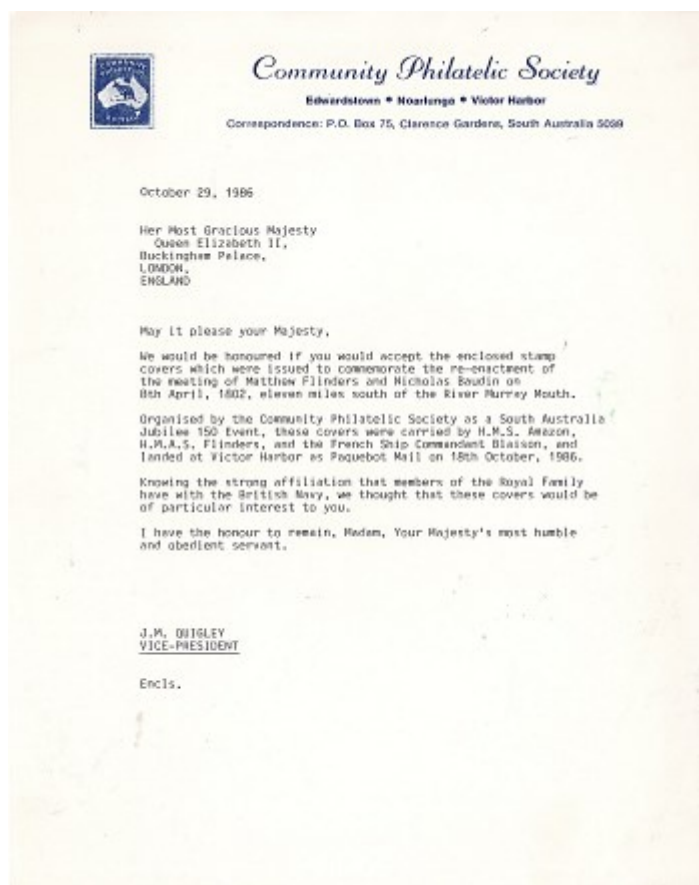 COMMUNITY
PHILATELIC
SOCIETY
Community Philatelic Society
Edwardstown * Noarlunga * Victor Harbor
Correspondence: P.O. Box 75, Clarence Gardens, South Australia 5039
October 29, 1986
Her Most Gracious Majesty
Queen Elizabeth II,
Buckingham Palace,
LONDON,
ENGLAND
May it please your Majesty,
We would be honoured if you would accept the enclosed stamp
covers which were issued to commemorate the re-enactment of
the meeting of Matthew Flinders and Nicholas Baudin on
8th April, 1802, eleven miles south of the River Murray Mouth.
Organised by the Community Philatelic Society as a South Australia
Jubilee 150 Event, these covers were carried by H.M.S. Amazon,
H.M.A.S. Flinders, and the French Ship Commandant Blaison, and
landed at Victor Harbor as Paquebot Mail on 18th October, 1986.
Knowing the strong affiliation that members of the Royal Family
have with the British Navy, we thought that these covers would be
of particular interest to you.
I have the honour to remain, Madam, Your Majesty's most humble
and obedient servant.
J.M. QUIGLEY
VICE-PRESIDENT
Encls.